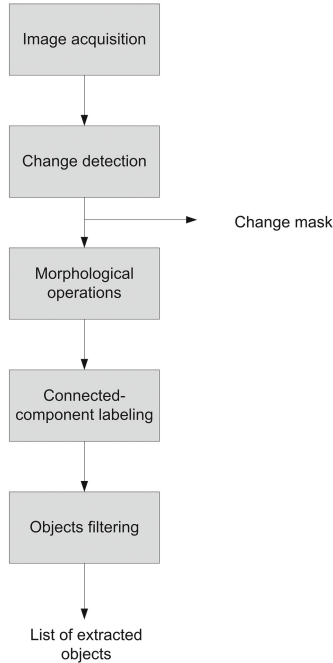 Image acquisition
Change detection
Change mask
Morphological
operations
Connected-
component labeling
Objects filtering
List of extracted
objects